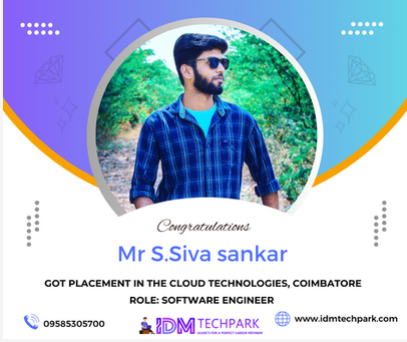 Congratulations
Mr S.Siva sankar
GOT PLACEMENT IN THE CLOUD TECHNOLOGIES, COIMBATORE
ROLE: SOFTWARE ENGINEER
09585305700
IDM TECHPARK
www.idmtechpark.com